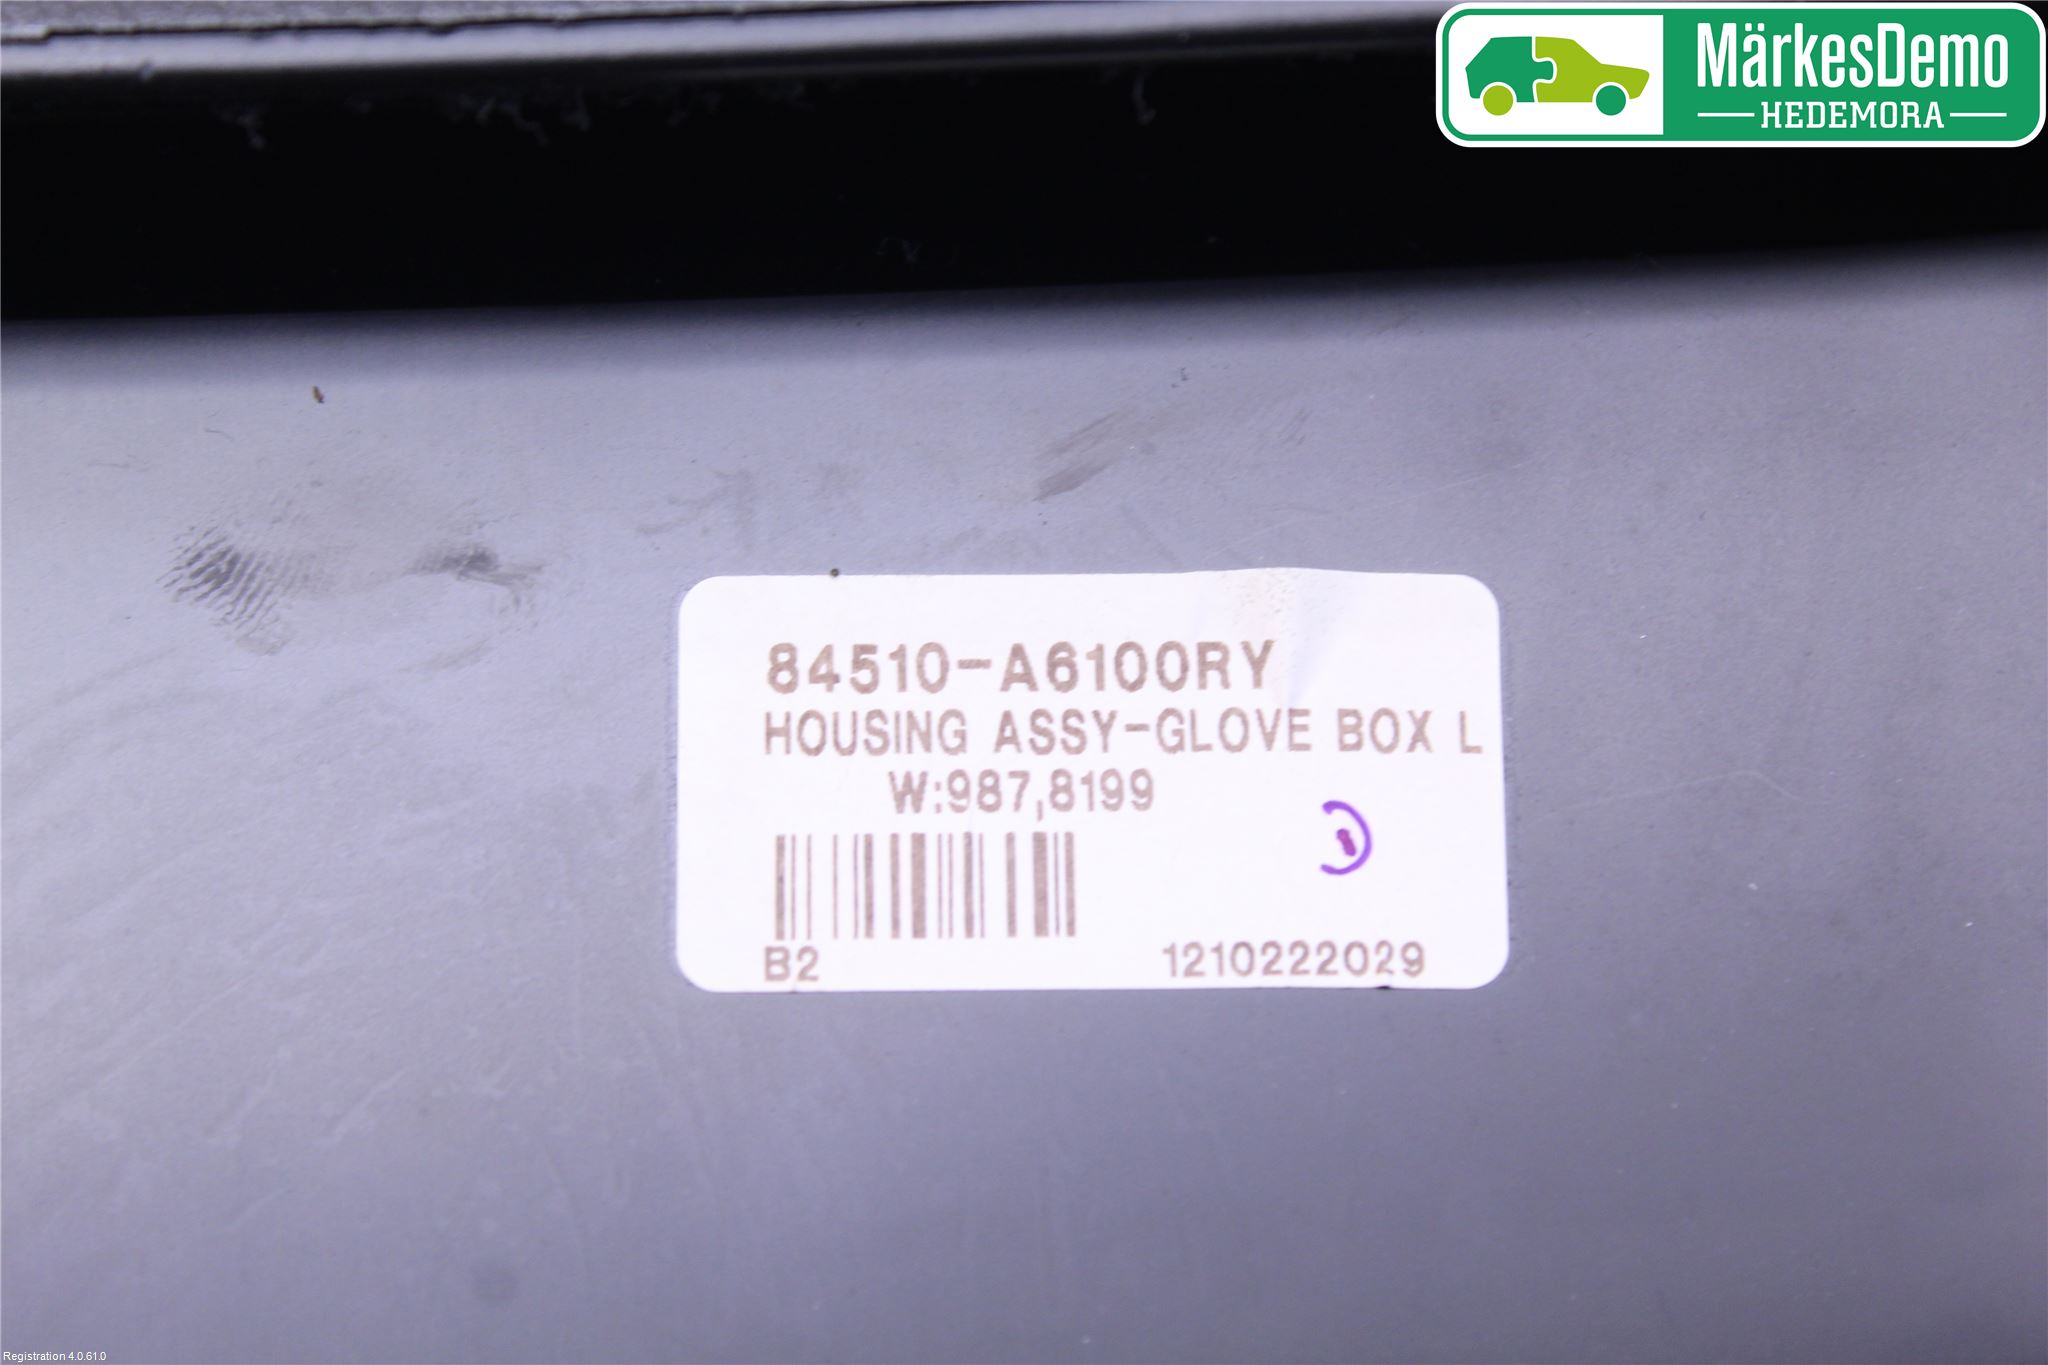 MärkesDemo
HEDEMORA
84510-A6100RY
HOUSING ASSY-GLOVE BOX L
W:987,8199
B2 1210222029
Registration 4.0.61.0